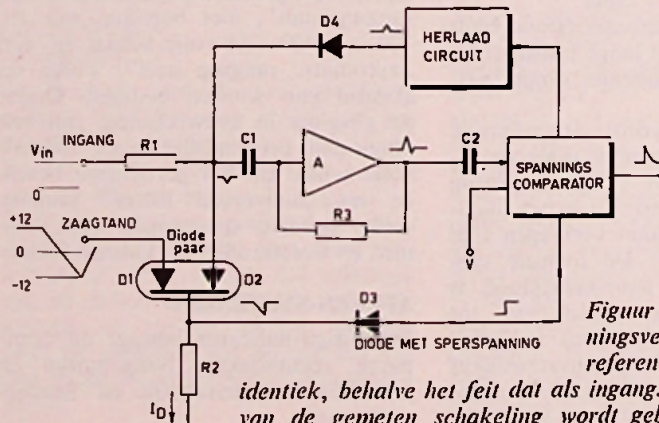 D4
HERLAAD
CIRCUIT
INGANG
Vin
R1
C1
A
C2
SPANNINGS
COMPARATOR
0
R3
V
+12
ZAAGTAND
0
-12
Diode
paar
D1
D2
D3
DIODE MET SPERSPANNING
R2
ID
Figuur
ningsve
referen
identiek, behalve het feit dat als ingang
van de gemeten schakeling wordt gel